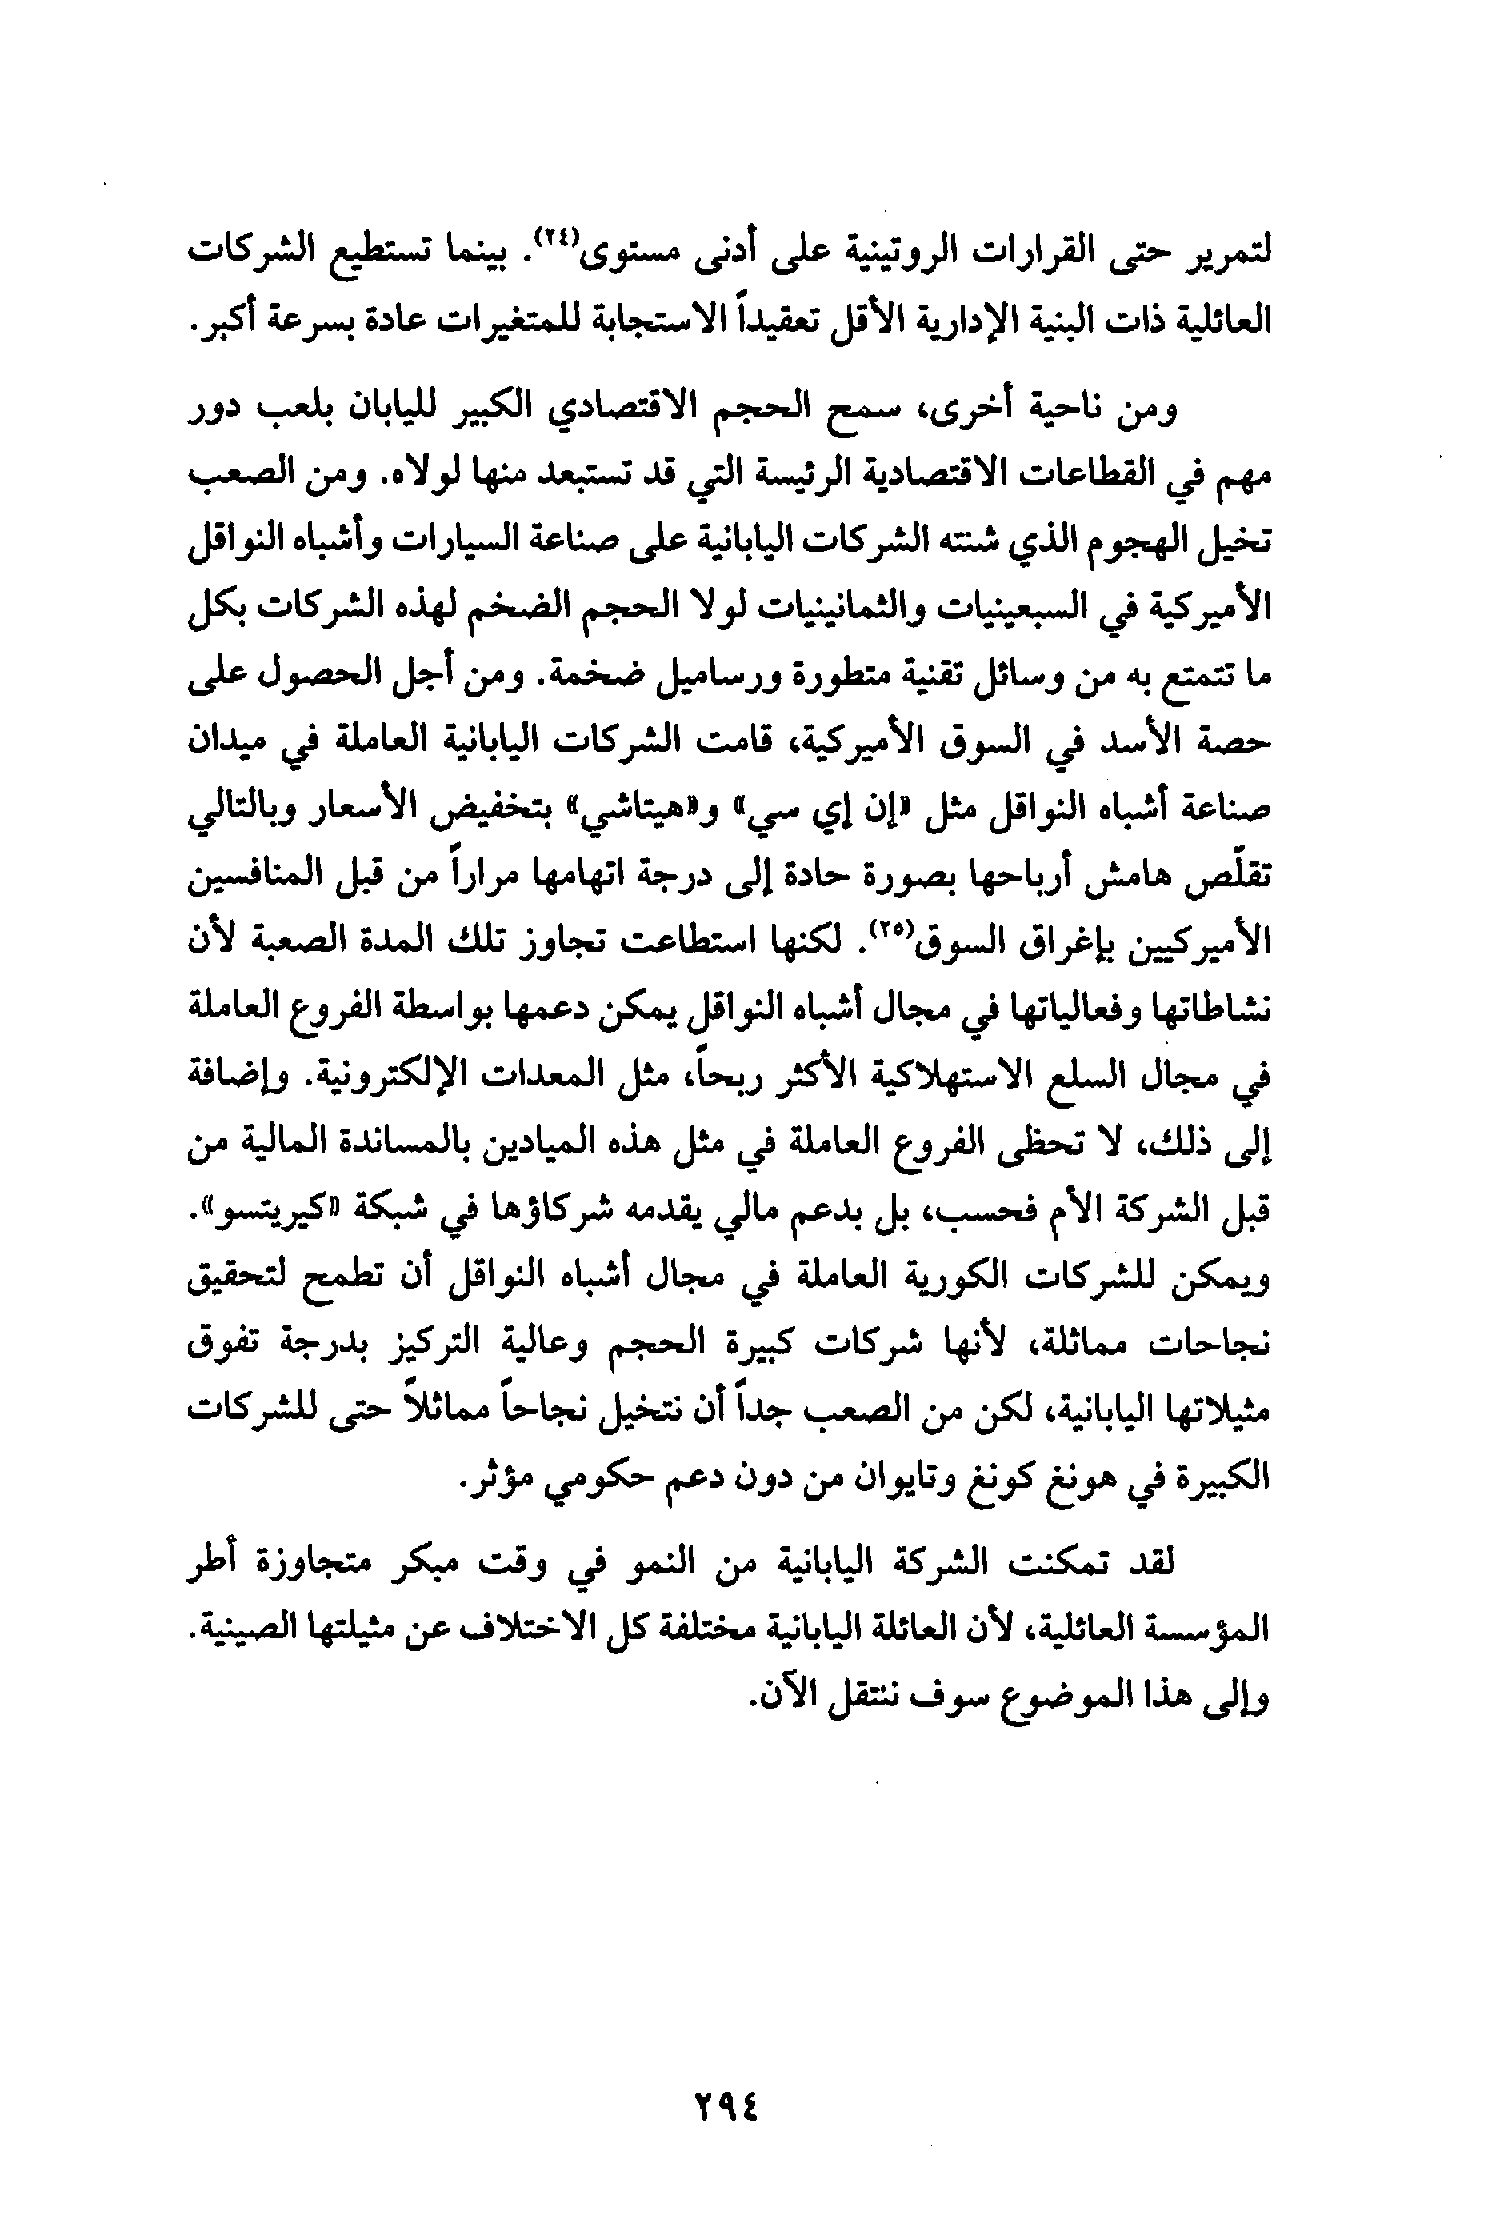 لتمرير حتى القرارات الروتينية على أدنى مستوى(٢٤). بينما تستطيع الشركات
العائلية ذات البنية الإدارية الأقل تعقيداً الاستجابة للمتغيرات عادة بسرعة أكبر.
ومن ناحية أخرى، سمح الحجم الاقتصادي الكبير لليابان بلعب دور
مهم في القطاعات الاقتصادية الرئيسة التي قد تستبعد منها لولاه. ومن الصعب
تخيل الهجوم الذي شنته الشركات اليابانية على صناعة السيارات وأشباه النواقل
الأميركية في السبعينيات والثمانينيات لولا الحجم الضخم لهذه الشركات بكل
ما تتمتع به من وسائل تقنية متطورة ورساميل ضخمة. ومن أجل الحصول على
حصة الأسد في السوق الأميركية، قامت الشركات اليابانية العاملة في ميدان
صناعة أشباه النواقل مثل «إن إي سي» و«هيتاشي» بتخفيض الأسعار وبالتالي
تقلّص هامش أرباحها بصورة حادة إلى درجة اتهامها مراراً من قبل المنافسين
الأميركيين بإغراق السوق(٢٥). لكنها استطاعت تجاوز تلك المدة الصعبة لأن
نشاطاتها وفعالياتها في مجال أشباه النواقل يمكن دعمها بواسطة الفروع العاملة
في مجال السلع الاستهلاكية الأكثر ربحاً، مثل المعدات الإلكترونية. وإضافة
إلى ذلك، لا تحظى الفروع العاملة في مثل هذه الميادين بالمساندة المالية من
قبل الشركة الأم فحسب، بل بدعم مالي يقدمه شركاؤها في شبكة «كيريتسو».
ويمكن للشركات الكورية العاملة في مجال أشباه النواقل أن تطمح لتحقيق
نجاحات مماثلة، لأنها شركات كبيرة الحجم وعالية التركيز بدرجة تفوق
مثيلاتها اليابانية، لكن من الصعب جداً أن نتخيل نجاحاً مماثلاً حتى للشركات
الكبيرة في هونغ كونغ وتايوان من دون دعم حكومي مؤثر.
لقد تمكنت الشركة اليابانية من النمو في وقت مبكر متجاوزة أطر
المؤسسة العائلية، لأن العائلة اليابانية مختلفة كل الاختلاف عن مثيلتها الصينية.
وإلى هذا الموضوع سوف ننتقل الآن.
٢٩٤